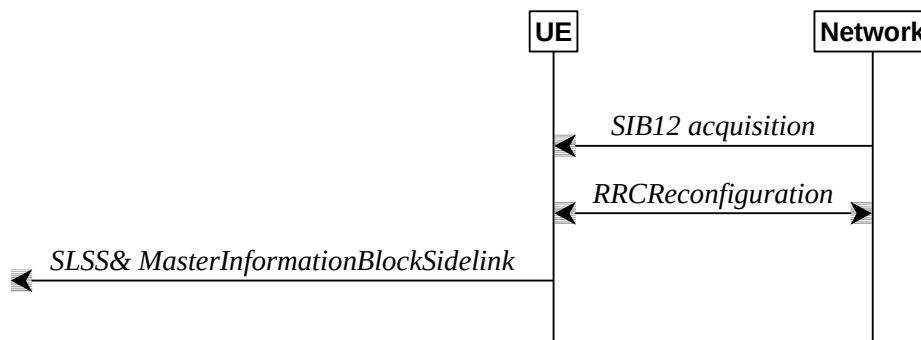 UE
Network
SIB12 acquisition
RRCReconfiguration
SLSS& MasterInformationBlockSidelink